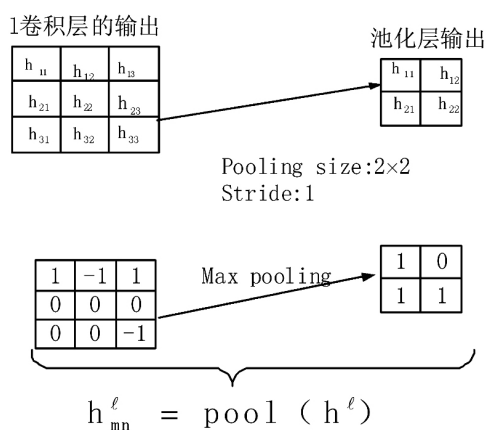 1卷积层的输出
池化层输出
h₁₁ h₁₂ h₁₃
h₂₁ h₂₂ h₂₃
h₃₁ h₃₂ h₃₃
h₁₁ h₁₂
h₂₁ h₂₂
Pooling size:2×2
Stride:1
1 -1 1
0 0 0
0 0 -1
Max pooling
1 0
1 1
h^ℓ_mn = pool (h^ℓ)